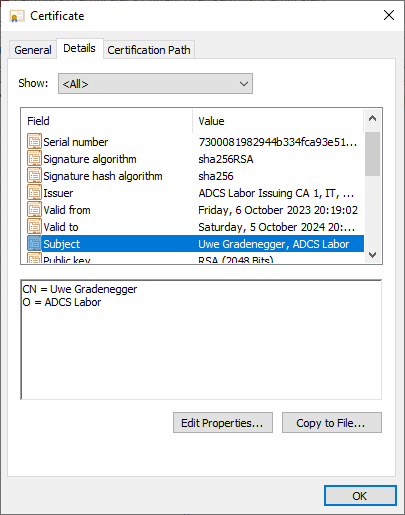 Certificate
General Details Certification Path
Show: <All>
Field Value
Serial number 7300081982944b334fca93e51...
Signature algorithm sha256RSA
Signature hash algorithm sha256
Issuer ADCS Labor Issuing CA 1, IT, ...
Valid from Friday, 6 October 2023 20:19:02
Valid to Saturday, 5 October 2024 20:...
Subject Uwe Gradenegger, ADCS Labor
Public key RSA (2048 Bits)
CN = Uwe Gradenegger
O = ADCS Labor
Edit Properties... Copy to File...
OK